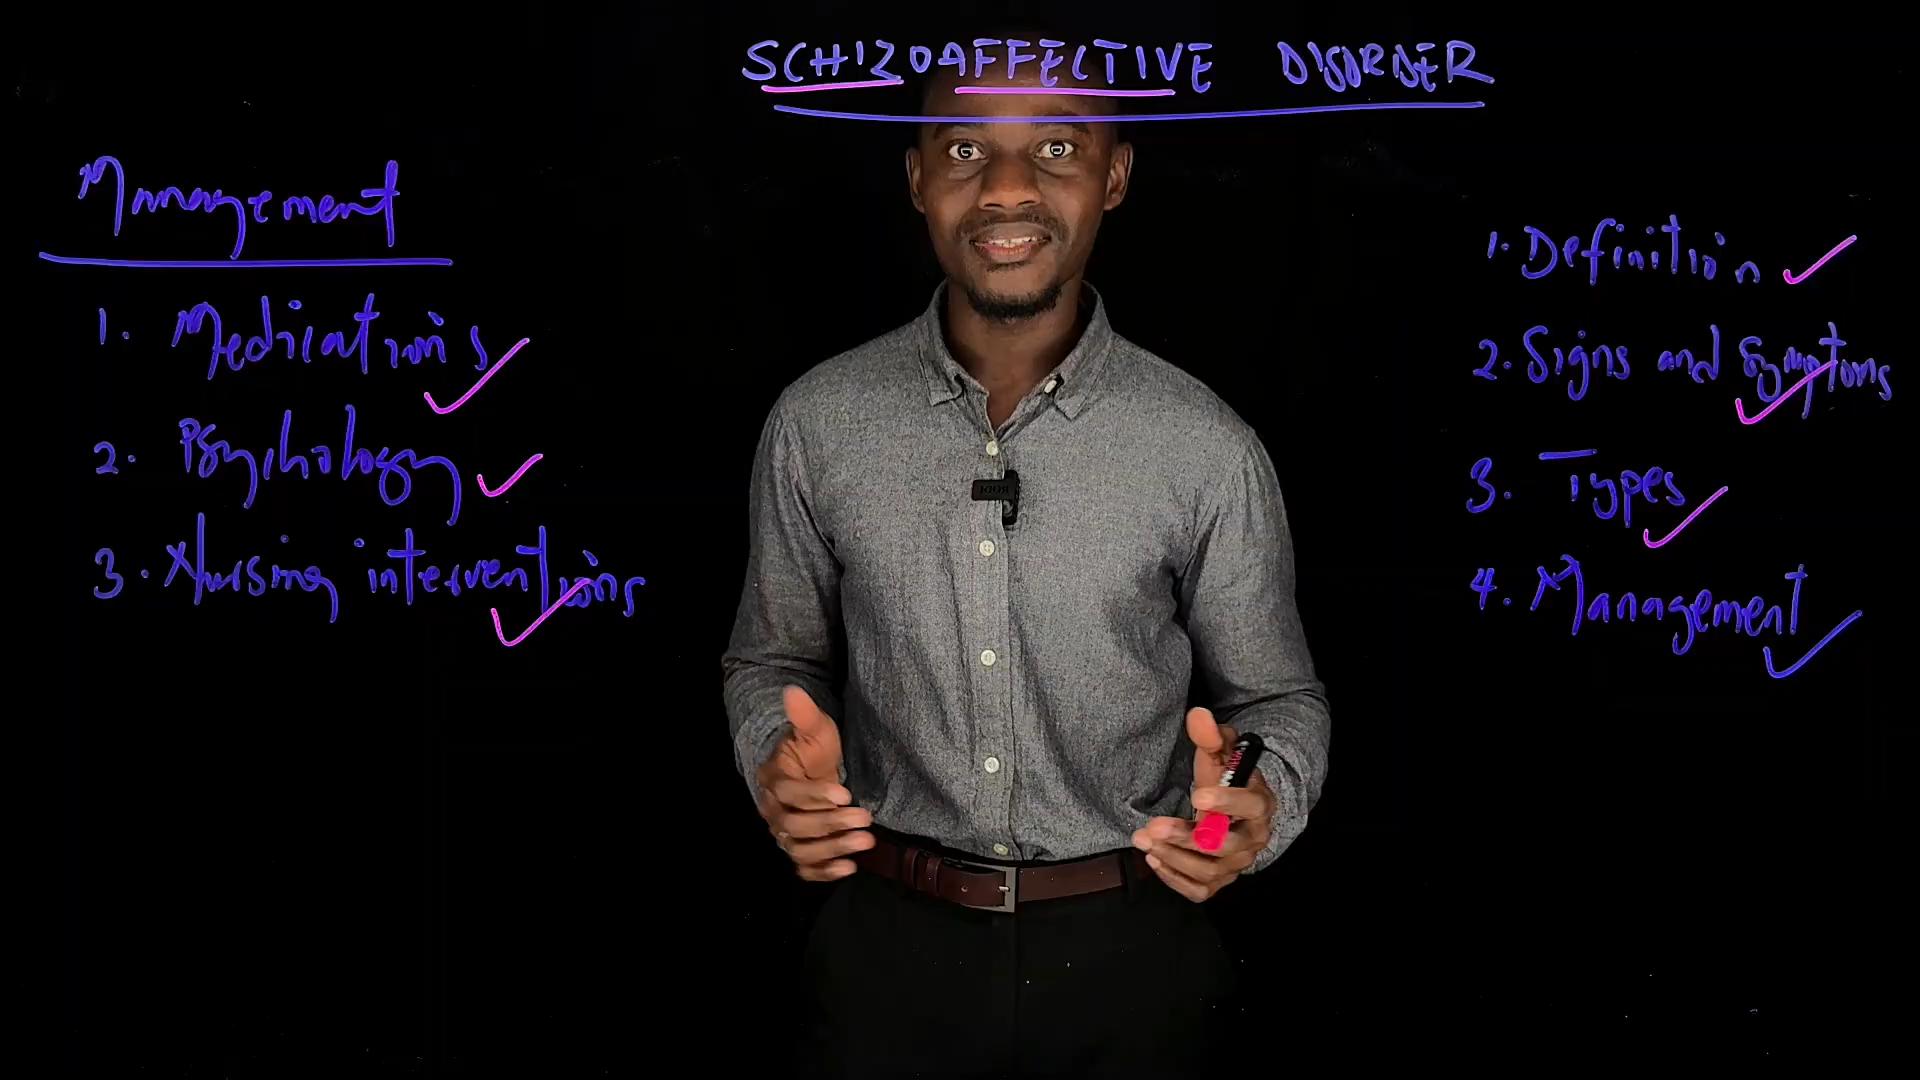 SCHIZOAFFECTIVE DISORDER
Management
1. Medications
2. Psychology
3. Nursing interventions
1. Definition
2. Signs and Symptoms
3. Types
4. Management